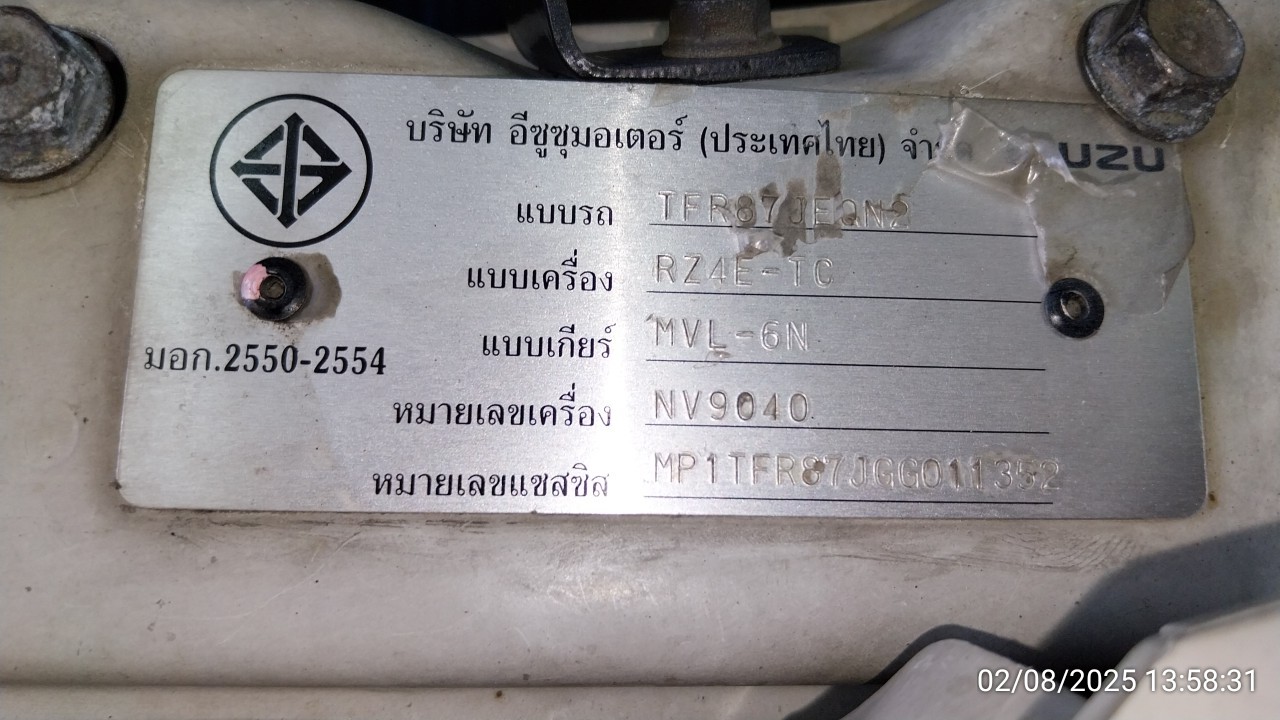 บริษัท อีซูซุมอเตอร์ (ประเทศไทย)
UZU
แบบรถ TFR87JEQN2
แบบเครื่อง RZ4E-TC
แบบเกียร์ MVL-6N
มอก.2550-2554
หมายเลขเครื่อง NV9040
หมายเลขแชสซิส MP1TFR87JGG011352
02/08/2025 13:58:31